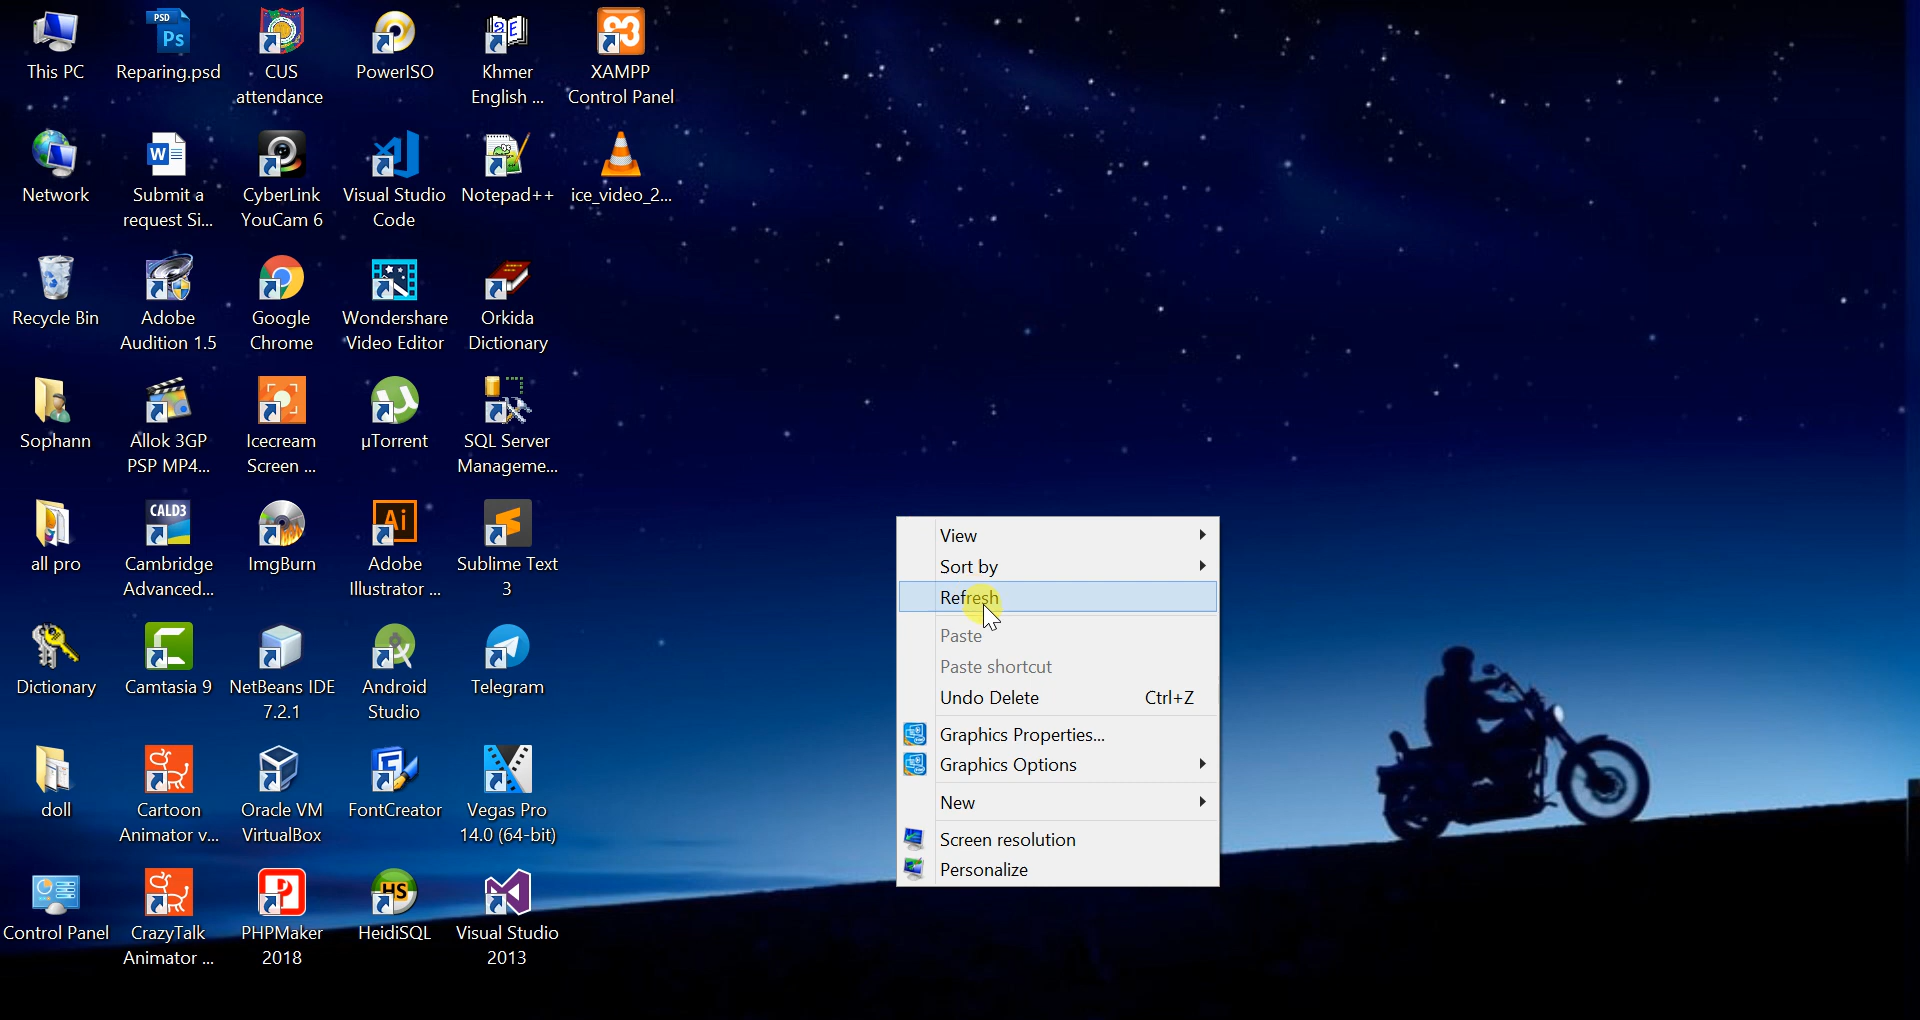 This PC
Reparing.psd
CUS
attendance
PowerISO
Khmer
English ...
XAMPP
Control Panel
Network
Submit a
request Si...
CyberLink
YouCam 6
Visual Studio
Code
Notepad++
ice_video_2...
Recycle Bin
Adobe
Audition 1.5
Google
Chrome
Wondershare
Video Editor
Orkida
Dictionary
Sophann
Allok 3GP
PSP MP4...
Icecream
Screen ...
µTorrent
SQL Server
Manageme...
all pro
Cambridge
Advanced...
ImgBurn
Adobe
Illustrator ...
Sublime Text
3
Dictionary
Camtasia 9
NetBeans IDE
7.2.1
Android
Studio
Telegram
doll
Cartoon
Animator v...
Oracle VM
VirtualBox
FontCreator
Vegas Pro
14.0 (64-bit)
Control Panel
CrazyTalk
Animator ...
PHPMaker
2018
HeidiSQL
Visual Studio
2013
PSD
Ps
W
CALD3
Ai
HS
View
Sort by
Refresh
Paste
Paste shortcut
Undo Delete Ctrl+Z
Graphics Properties...
Graphics Options
New
Screen resolution
Personalize